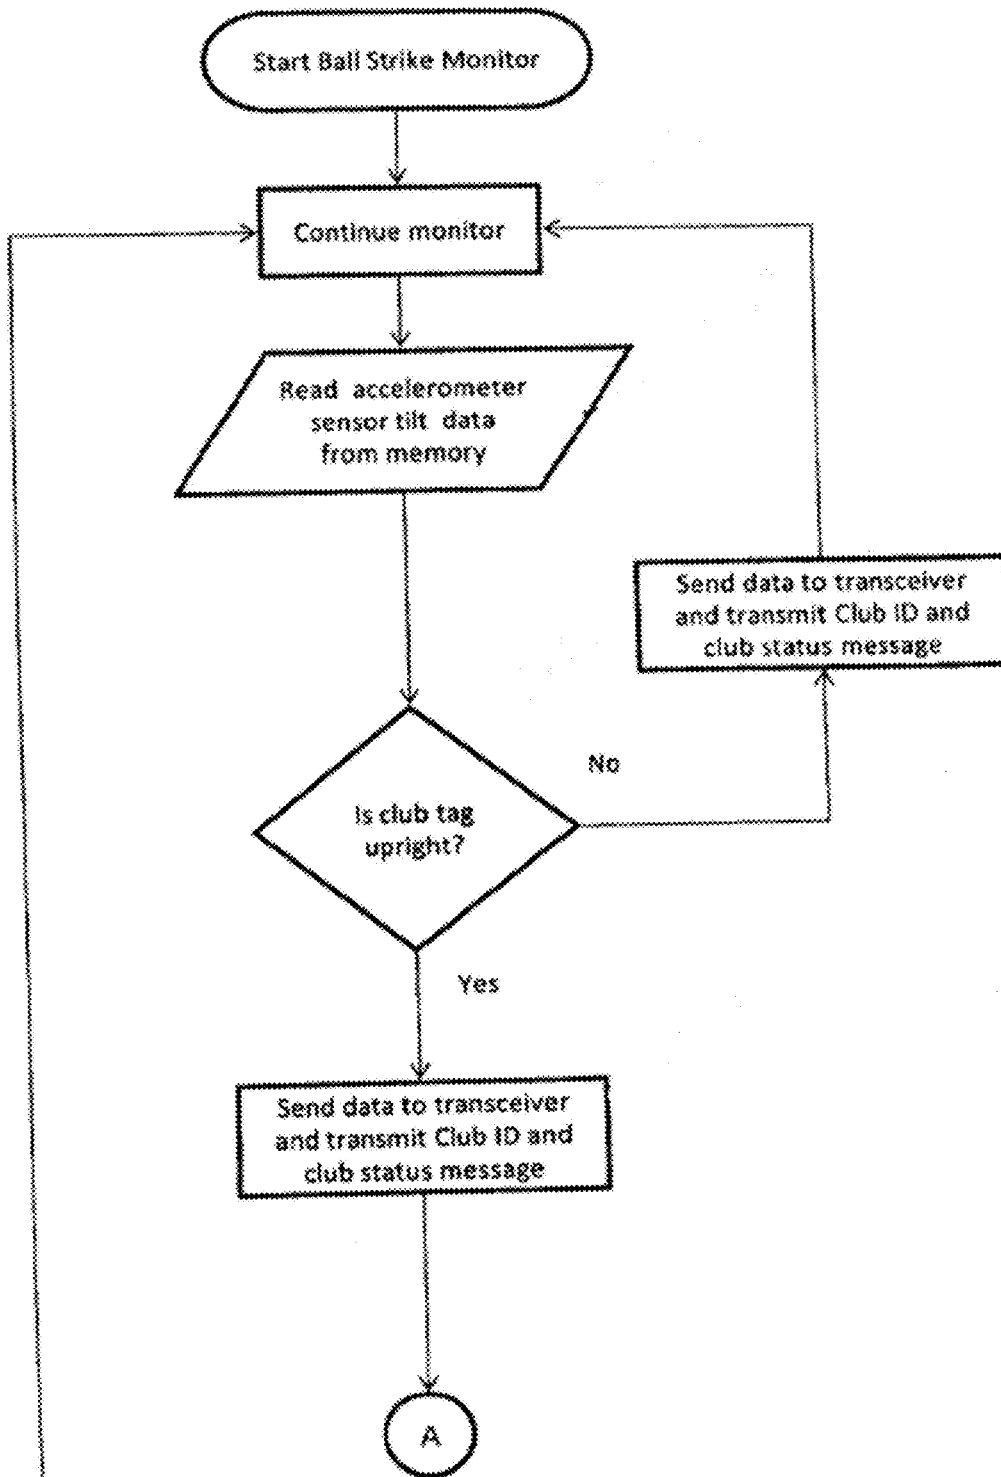 Start Ball Strike Monitor
Continue monitor
Read accelerometer
sensor tilt data
from memory
Send data to transceiver
and transmit Club ID and
club status message
No
Is club tag
upright?
Yes
Send data to transceiver
and transmit Club ID and
club status message
A